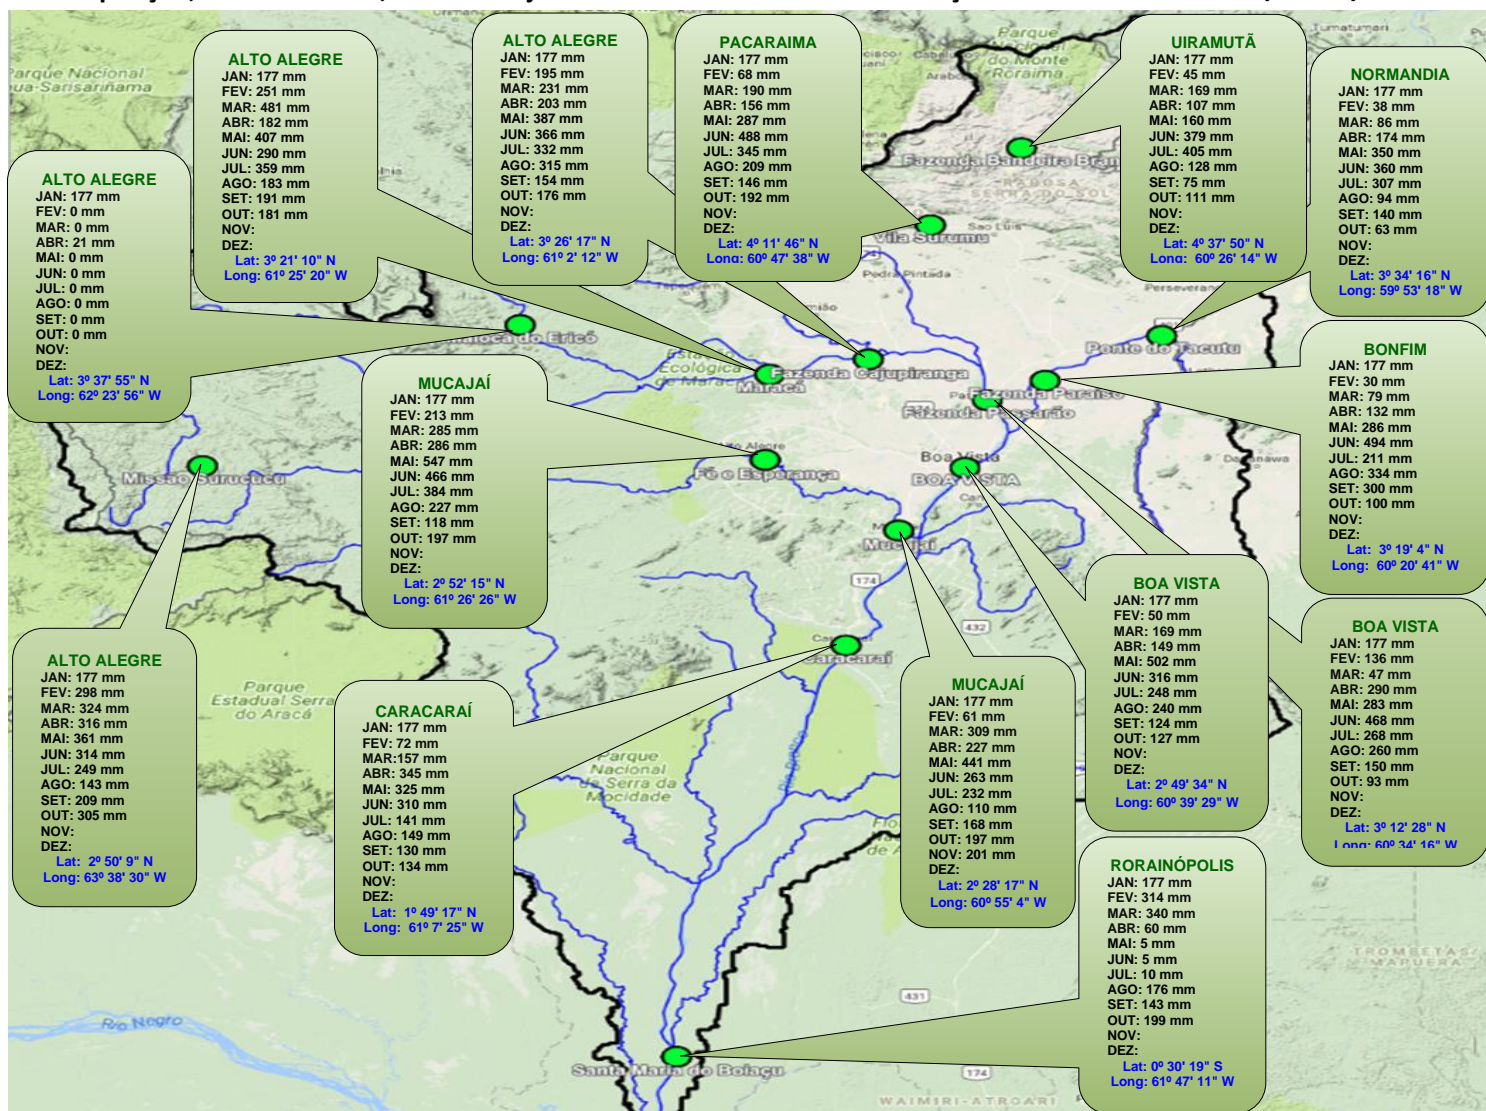 ALTO ALEGRE
JAN: 177 mm
FEV: 0 mm
MAR: 0 mm
ABR: 21 mm
MAI: 0 mm
JUN: 0 mm
JUL: 0 mm
AGO: 0 mm
SET: 0 mm
OUT: 0 mm
NOV:
DEZ:
Lat: 3º 37' 55" N
Long: 62º 23' 56" W
ALTO ALEGRE
JAN: 177 mm
FEV: 251 mm
MAR: 481 mm
ABR: 182 mm
MAI: 407 mm
JUN: 290 mm
JUL: 359 mm
AGO: 183 mm
SET: 191 mm
OUT: 181 mm
NOV:
DEZ:
Lat: 3º 21' 10" N
Long: 61º 25' 20" W
ALTO ALEGRE
JAN: 177 mm
FEV: 195 mm
MAR: 231 mm
ABR: 203 mm
MAI: 387 mm
JUN: 366 mm
JUL: 332 mm
AGO: 315 mm
SET: 154 mm
OUT: 176 mm
NOV:
DEZ:
Lat: 3º 26' 17" N
Long: 61º 2' 12" W
PACARAIMA
JAN: 177 mm
FEV: 68 mm
MAR: 190 mm
ABR: 156 mm
MAI: 287 mm
JUN: 488 mm
JUL: 345 mm
AGO: 209 mm
SET: 146 mm
OUT: 192 mm
NOV:
DEZ:
Lat: 4º 11' 46" N
Long: 60º 47' 38" W
UIRAMUTÃ
JAN: 177 mm
FEV: 45 mm
MAR: 169 mm
ABR: 107 mm
MAI: 160 mm
JUN: 379 mm
JUL: 405 mm
AGO: 128 mm
SET: 75 mm
OUT: 111 mm
NOV:
DEZ:
Lat: 4º 37' 50" N
Long: 60º 26' 14" W
NORMANDIA
JAN: 177 mm
FEV: 38 mm
MAR: 86 mm
ABR: 174 mm
MAI: 350 mm
JUN: 360 mm
JUL: 307 mm
AGO: 94 mm
SET: 140 mm
OUT: 63 mm
NOV:
DEZ:
Lat: 3º 34' 16" N
Long: 59º 53' 18" W
MUCAJAÍ
JAN: 177 mm
FEV: 213 mm
MAR: 285 mm
ABR: 286 mm
MAI: 547 mm
JUN: 466 mm
JUL: 384 mm
AGO: 227 mm
SET: 118 mm
OUT: 197 mm
NOV:
DEZ:
Lat: 2º 52' 15" N
Long: 61º 26' 26" W
BONFIM
JAN: 177 mm
FEV: 30 mm
MAR: 79 mm
ABR: 132 mm
MAI: 286 mm
JUN: 494 mm
JUL: 211 mm
AGO: 334 mm
SET: 300 mm
OUT: 100 mm
NOV:
DEZ:
Lat: 3º 19' 4" N
Long: 60º 20' 41" W
ALTO ALEGRE
JAN: 177 mm
FEV: 298 mm
MAR: 324 mm
ABR: 316 mm
MAI: 361 mm
JUN: 314 mm
JUL: 249 mm
AGO: 143 mm
SET: 209 mm
OUT: 305 mm
NOV:
DEZ:
Lat: 2º 50' 9" N
Long: 63º 38' 30" W
CARACARAÍ
JAN: 177 mm
FEV: 72 mm
MAR:157 mm
ABR: 345 mm
MAI: 325 mm
JUN: 310 mm
JUL: 141 mm
AGO: 149 mm
SET: 130 mm
OUT: 134 mm
NOV:
DEZ:
Lat: 1º 49' 17" N
Long: 61º 7' 25" W
MUCAJAÍ
JAN: 177 mm
FEV: 61 mm
MAR: 309 mm
ABR: 227 mm
MAI: 441 mm
JUN: 263 mm
JUL: 232 mm
AGO: 110 mm
SET: 168 mm
OUT: 197 mm
NOV: 201 mm
DEZ:
Lat: 2º 28' 17" N
Long: 60º 55' 4" W
BOA VISTA
JAN: 177 mm
FEV: 50 mm
MAR: 169 mm
ABR: 149 mm
MAI: 502 mm
JUN: 316 mm
JUL: 248 mm
AGO: 240 mm
SET: 124 mm
OUT: 127 mm
NOV:
DEZ:
Lat: 2º 49' 34" N
Long: 60º 39' 29" W
BOA VISTA
JAN: 177 mm
FEV: 136 mm
MAR: 47 mm
ABR: 290 mm
MAI: 283 mm
JUN: 468 mm
JUL: 268 mm
AGO: 260 mm
SET: 150 mm
OUT: 93 mm
NOV:
DEZ:
Lat: 3º 12' 28" N
Long: 60º 34' 16" W
RORAINÓPOLIS
JAN: 177 mm
FEV: 314 mm
MAR: 340 mm
ABR: 60 mm
MAI: 5 mm
JUN: 5 mm
JUL: 10 mm
AGO: 176 mm
SET: 143 mm
OUT: 199 mm
NOV:
DEZ:
Lat: 0º 30' 19" S
Long: 61º 47' 11" W
Parque Nacional
Parque
do Monte
Roraima
Tumatumari
Fazenda Bandeira
RAPOSA
SERRA DO SOL
Vila Surumu
São Luís
Pedra Pintada
Ericó
Estação
Ecológica
de Maracá
Maracá
Fazenda Cajupiranga
Ponte do Tacutu
Fazenda Paraíso
Fazenda Passarão
Missão Surucucu
Alegre
Fé e Esperança
Boa Vista
BOA VISTA
Mucajaí
174
432
Caracaraí
Rio Branco
Parque
Estadual Serra
do Aracá
Parque
Nacional
da Serra da
Mocidade
Rio Negro
431
174
Santa Maria do Boiaçu
TROMBETAS/
MAPUERA
WAIMIRI-ATROARI